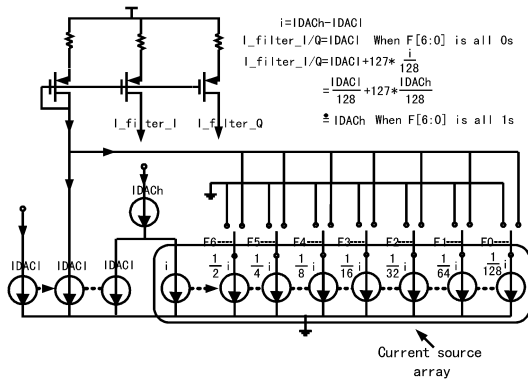 i=IDACh-IDACl
I_filter_I/Q=IDACl When F[6:0] is all 0s
I_filter_I/Q=IDACl+127*i/128
=IDACl/128+127*IDACh/128
≐IDACh When F[6:0] is all 1s
I_filter_I I_filter_Q
IDACh
F6 F5 F4 F3 F2 F1 F0
IDACl IDACl IDACl i 1/2 i 1/4 i 1/8 i 1/16 i 1/32 i 1/64 i 1/128 i
Current source
array